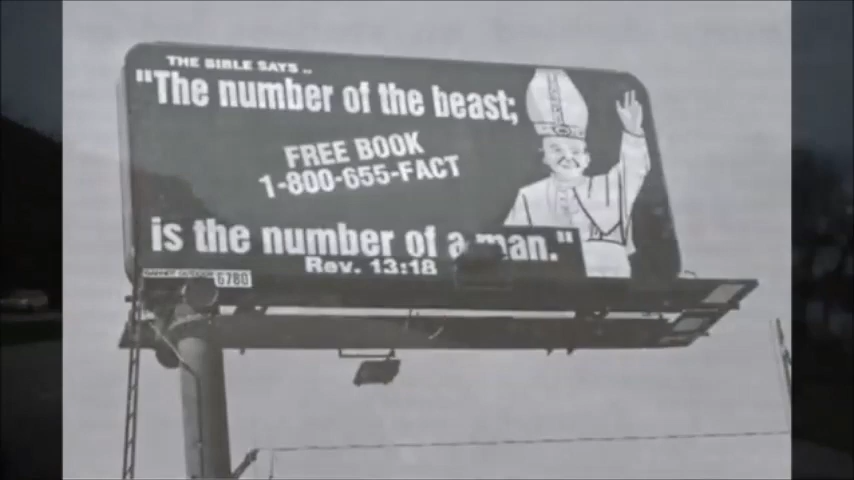 THE BIBLE SAYS ..
"The number of the beast;
FREE BOOK
1-800-655-FACT
is the number of a man."
Rev. 13:18
6780